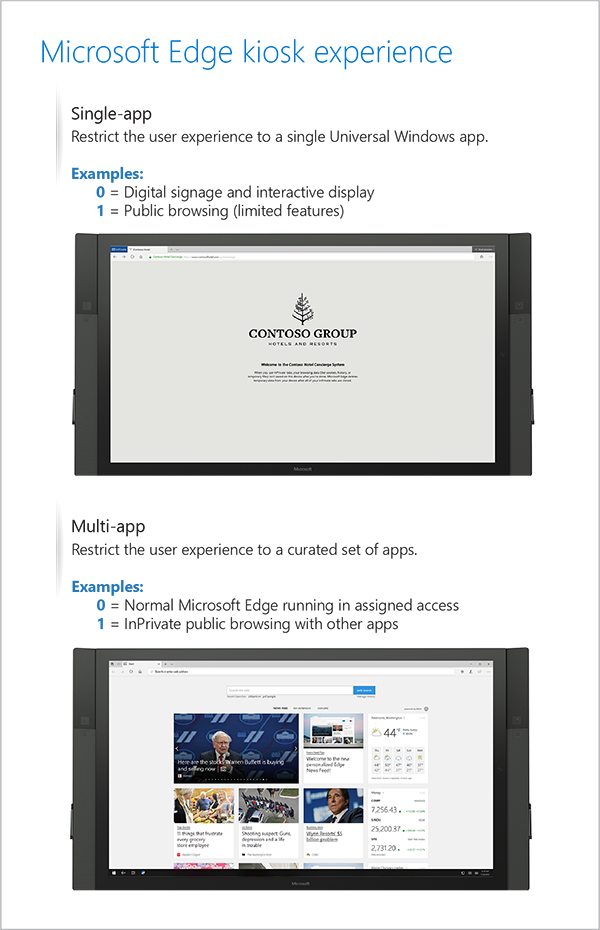 Microsoft Edge kiosk experience
Single-app
Restrict the user experience to a single Universal Windows app.
Examples:
0 = Digital signage and interactive display
1 = Public browsing (limited features)
CONTOSO GROUP
HOTELS AND RESORTS
Welcome to the Contoso Hotel Concierge System
Microsoft
Multi-app
Restrict the user experience to a curated set of apps.
Examples:
0 = Normal Microsoft Edge running in assigned access
1 = InPrivate public browsing with other apps
44°
Here are the stocks Warren Buffett is buying
and selling now
Welcome to the new
personalized Edge
News Feed!
11 things that frustrate
every grocery
store employee
Shooting suspect: Guns,
depression and a life
in trouble
Wynn Resorts' $5
billion problem
7,256.43
25,200.37
2,731.20
Microsoft